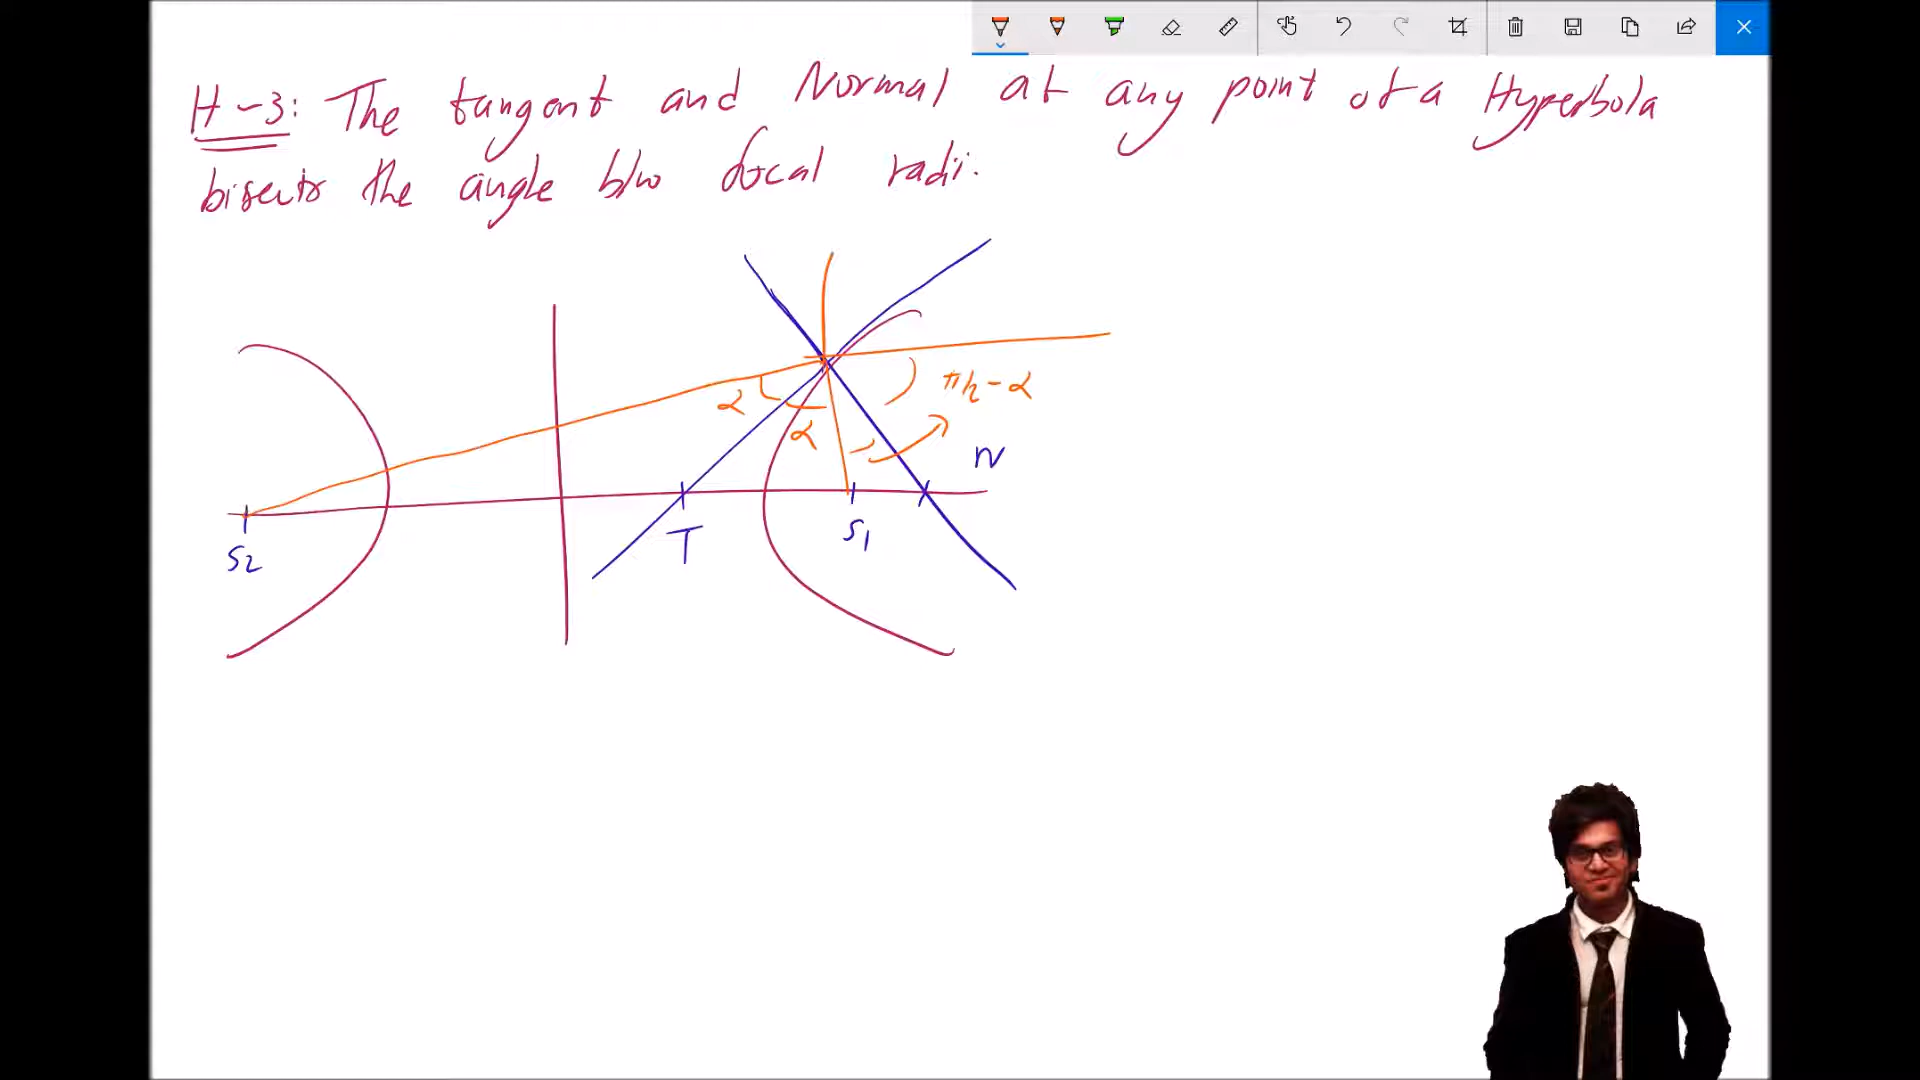 H-3: The tangent and Normal at any point of a Hyperbola
bisects the angle b/w focal radii.
π/2 - α
α
α
N
T
S1
S2